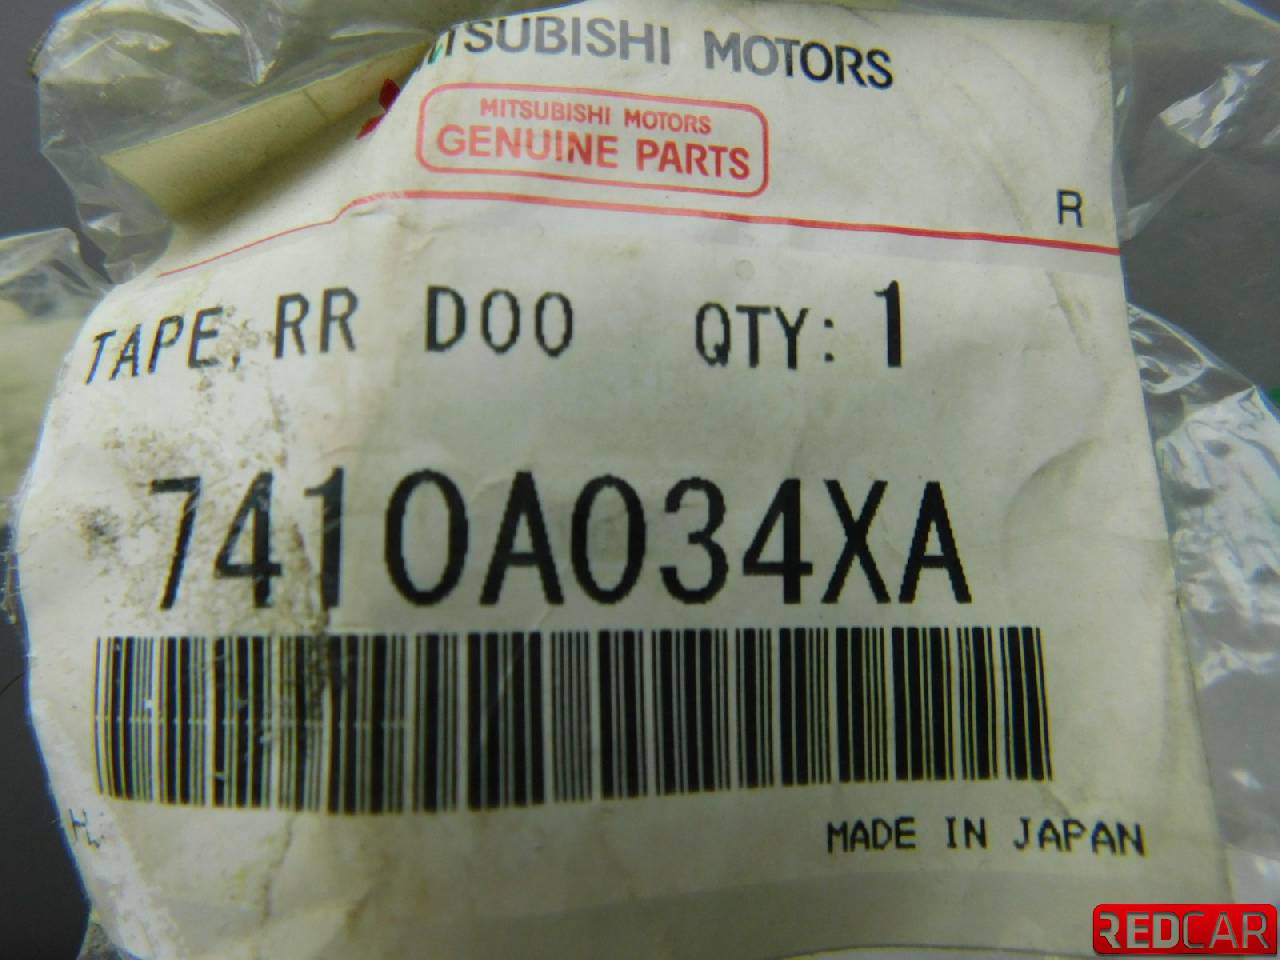 MITSUBISHI MOTORS
MITSUBISHI MOTORS
GENUINE PARTS
R
TAPE, RR DOO QTY: 1
7410A034XA
MADE IN JAPAN
REDCAR